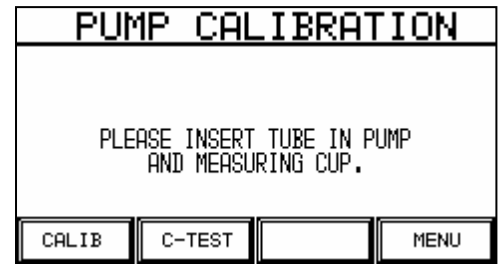 PUMP CALIBRATION
PLEASE INSERT TUBE IN PUMP
AND MEASURING CUP.
CALIB C-TEST MENU